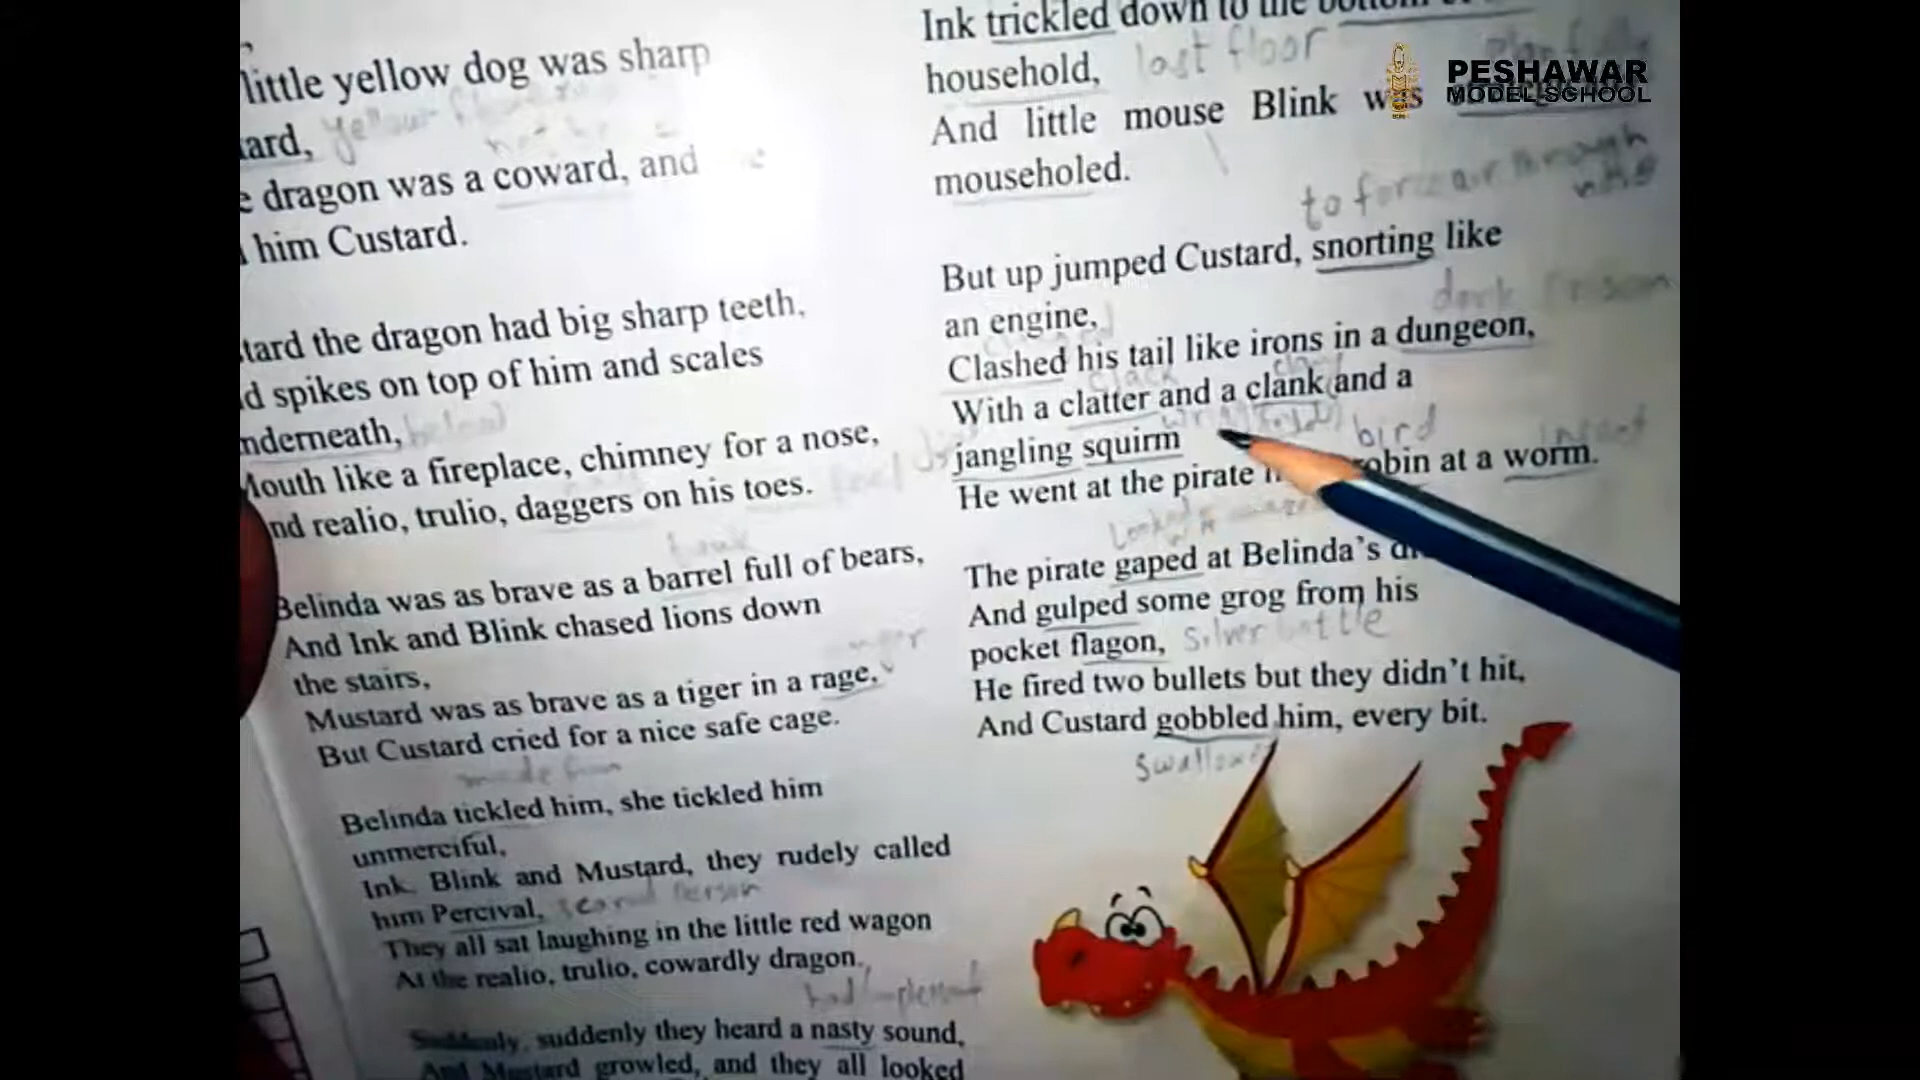 little yellow dog was sharp
dragon was a coward, and
him Custard.
the dragon had big sharp teeth,
spikes on top of him and scales
like a fireplace, chimney for a nose,
realio, trulio, daggers on his toes.
Belinda was as brave as a barrel full of bears,
And Ink and Blink chased lions down
the stairs,
Mustard was as brave as a tiger in a rage,
anger
But Custard cried for a nice safe cage.
Belinda tickled him, she tickled him
unmerciful,
Ink, Blink and Mustard, they rudely called
him Percival,
They all sat laughing in the little red wagon
At the realio, trulio, cowardly dragon.
Suddenly, suddenly they heard a nasty sound,
And Mustard growled, and they all looked
Ink trickled down to the bottom
household, last floor
And little mouse Blink was
mouseholed.
to force air through
But up jumped Custard, snorting like
an engine,
dark prison
Clashed his tail like irons in a dungeon,
With a clatter and a clank and a
jangling squirm
bird insect
He went at the pirate at a worm.
The pirate gaped at Belinda's
And gulped some grog from his
pocket flagon, Silver bottle
He fired two bullets but they didn't hit,
And Custard gobbled him, every bit.
PESHAWAR
MODEL SCHOOL